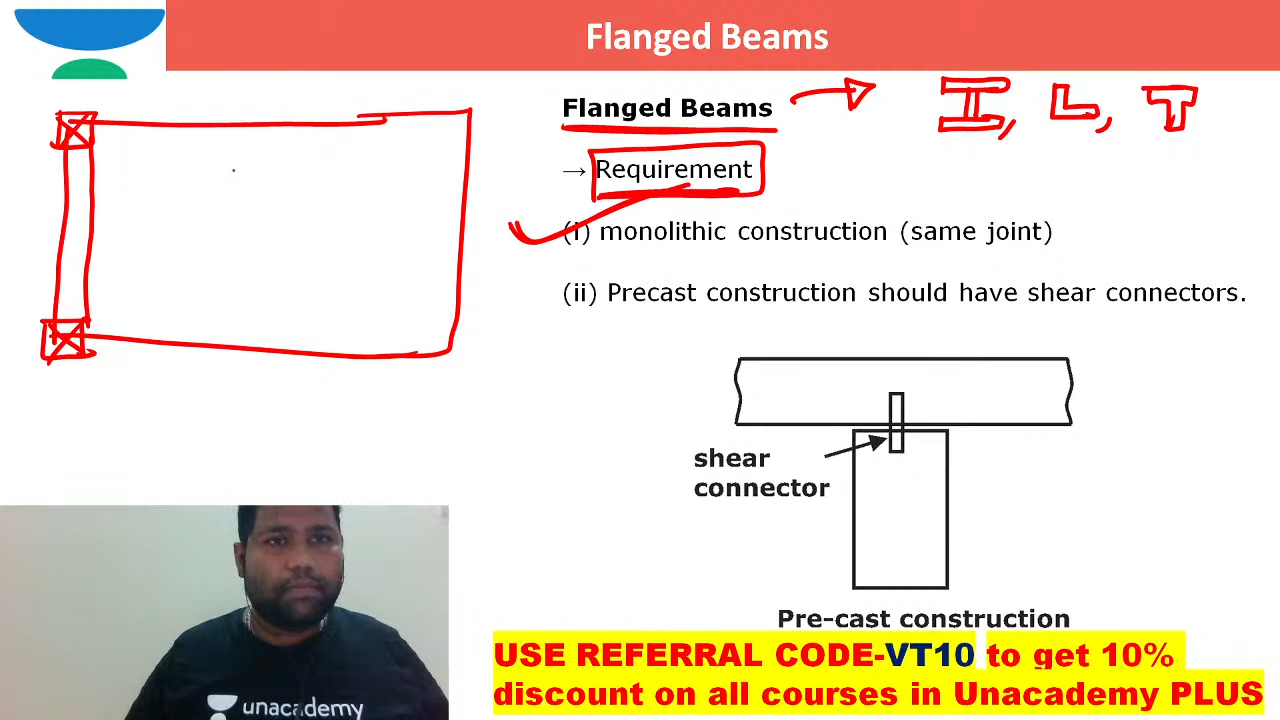 Flanged Beams
Flanged Beams
I, L, T
→ Requirement
(i) monolithic construction (same joint)
(ii) Precast construction should have shear connectors.
shear
connector
Pre-cast construction
USE REFERRAL CODE-VT10 to get 10%
discount on all courses in Unacademy PLUS
unacademy